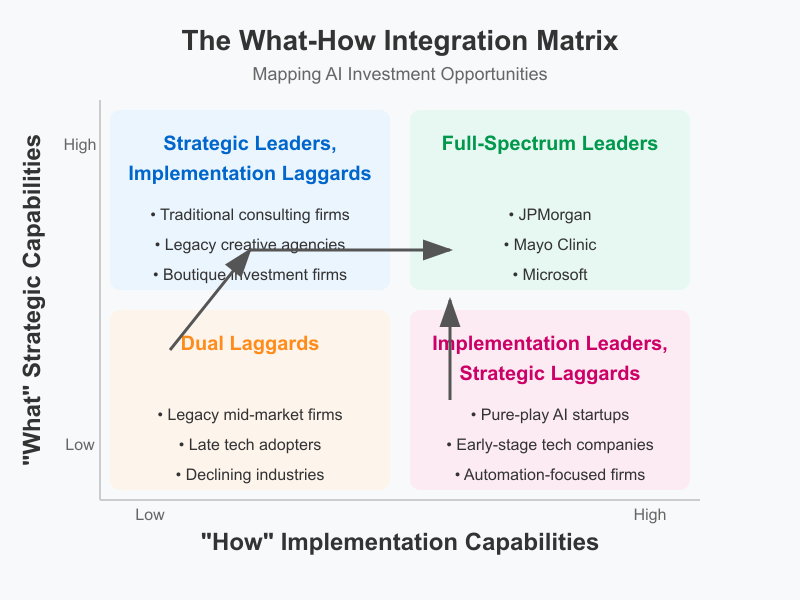 The What-How Integration Matrix
Mapping AI Investment Opportunities
"What" Strategic Capabilities
High
Low
Strategic Leaders,
Implementation Laggards
• Traditional consulting firms
• Legacy creative agencies
• Boutique investment firms
Full-Spectrum Leaders
• JPMorgan
• Mayo Clinic
• Microsoft
Dual Laggards
• Legacy mid-market firms
• Late tech adopters
• Declining industries
Implementation Leaders,
Strategic Laggards
• Pure-play AI startups
• Early-stage tech companies
• Automation-focused firms
Low
High
"How" Implementation Capabilities